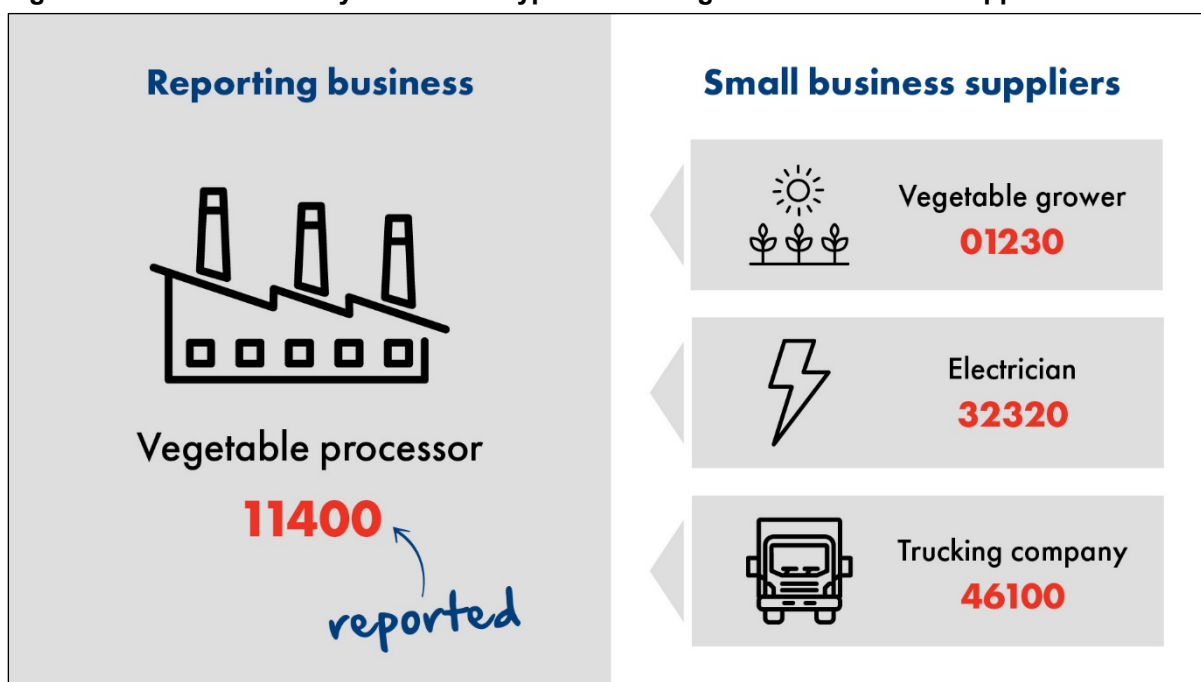 Reporting business
Vegetable processor
11400
reported
Small business suppliers
Vegetable grower
01230
Electrician
32320
Trucking company
46100